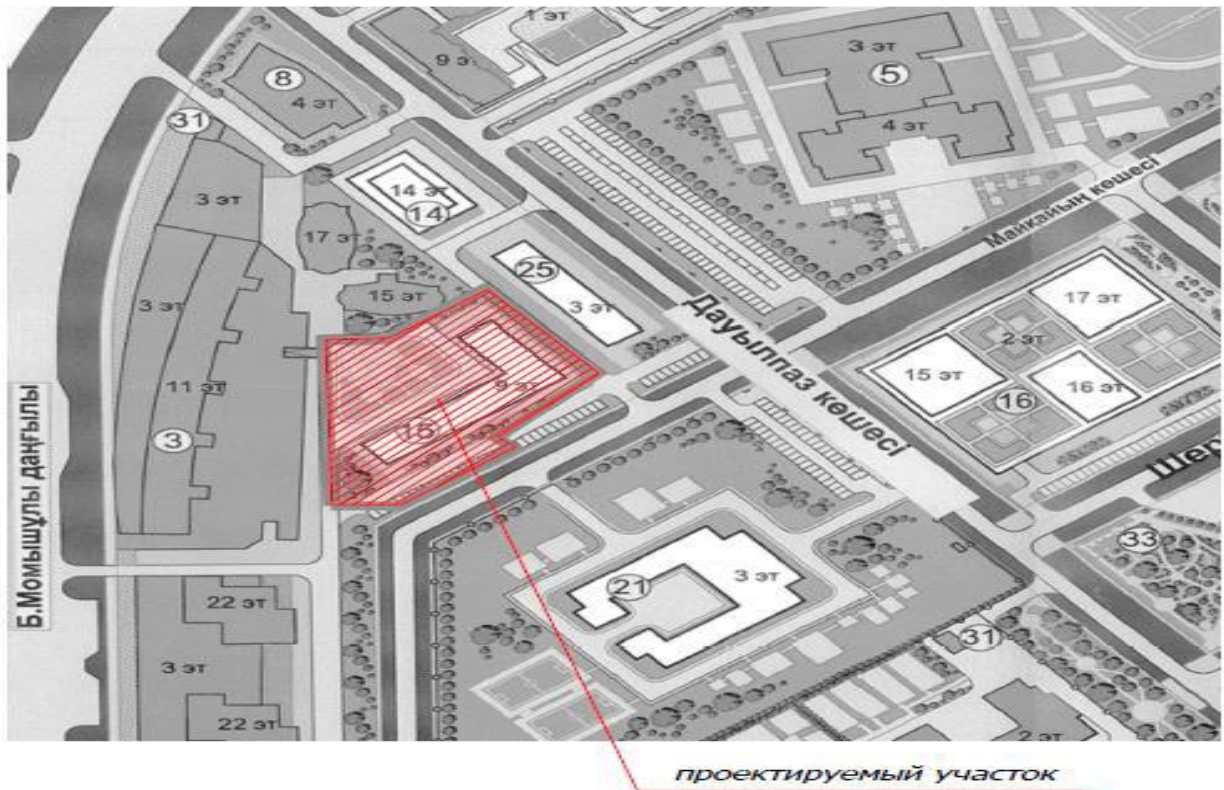 1 эт
9 э
3 эт
5
4 эт
8
4 эт
31
3 эт
14 эт
14
17 эт
25
3 эт
15 эт
Майкайың көшесі
Дауылпаз көшесі
17 эт
2 эт
15 эт
16 эт
16
3 эт
11 эт
3
9 эт
Б.Момышұлы даңғылы
Шер
33
21
3 эт
31
22 эт
3 эт
22 эт
2 эт
проектируемый участок